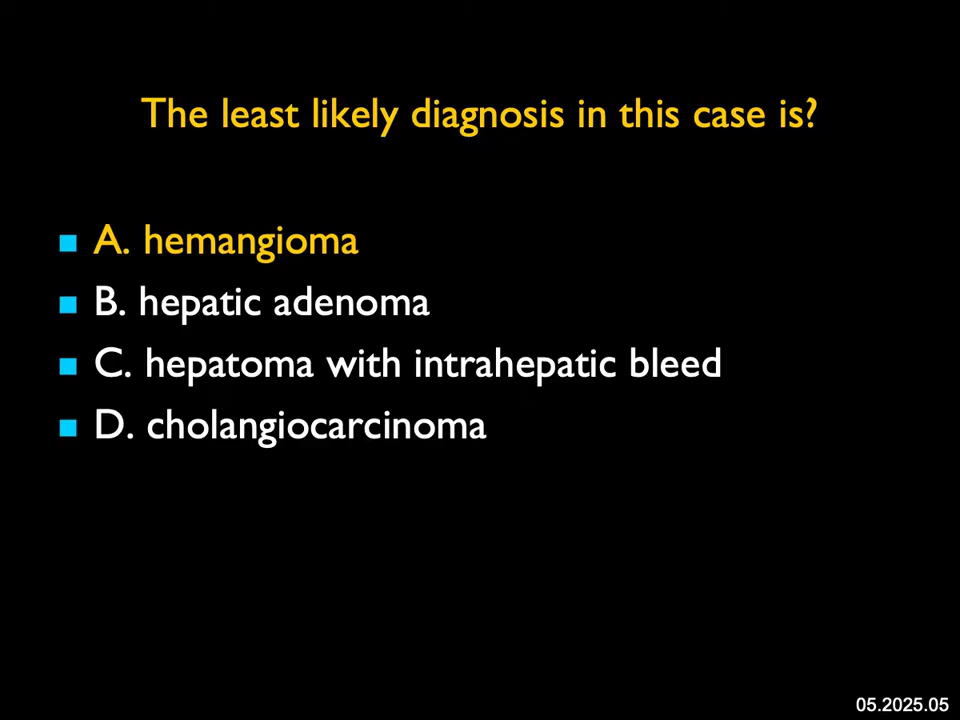 The least likely diagnosis in this case is?
A. hemangioma
B. hepatic adenoma
C. hepatoma with intrahepatic bleed
D. cholangiocarcinoma
05.2025.05